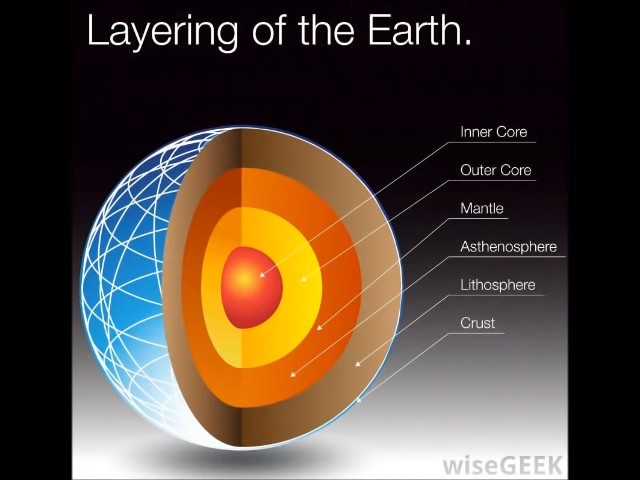 Layering of the Earth.
Inner Core
Outer Core
Mantle
Asthenosphere
Lithosphere
Crust
wiseGEEK